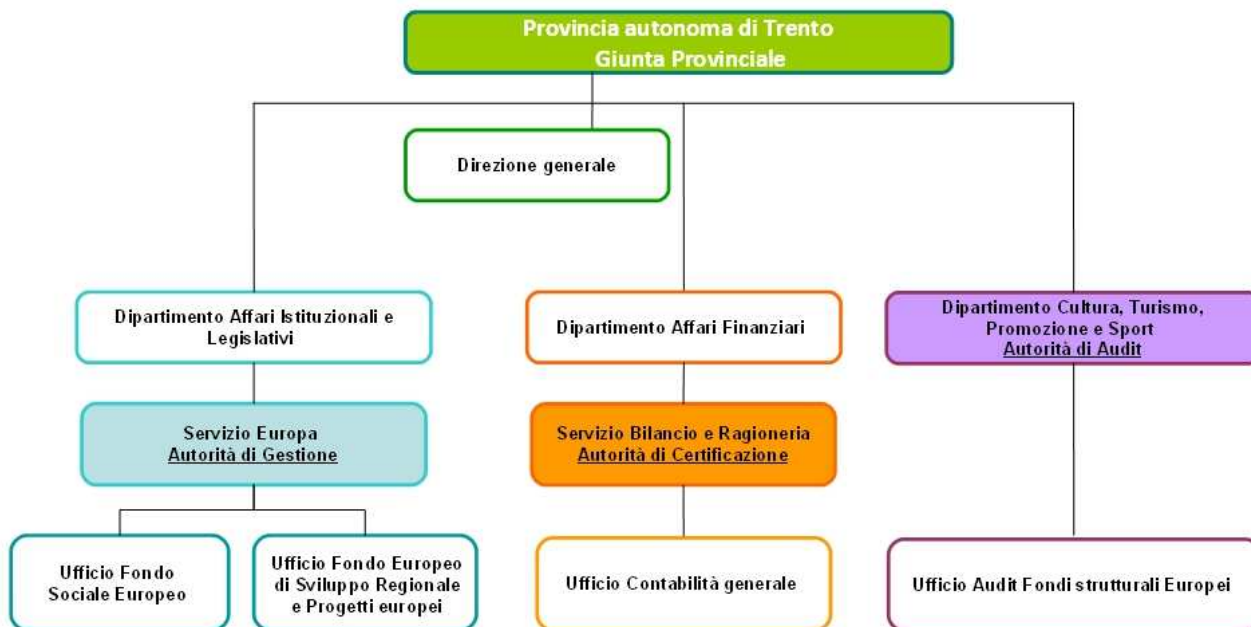 Provincia autonoma di Trento
Giunta Provinciale
Direzione generale
Dipartimento Affari Istituzionali e
Legislativi
Dipartimento Affari Finanziari
Dipartimento Cultura, Turismo,
Promozione e Sport
Autorità di Audit
Servizio Europa
Autorità di Gestione
Servizio Bilancio e Ragioneria
Autorità di Certificazione
Ufficio Fondo
Sociale Europeo
Ufficio Fondo Europeo
di Sviluppo Regionale
e Progetti europei
Ufficio Contabilità generale
Ufficio Audit Fondi strutturali Europei